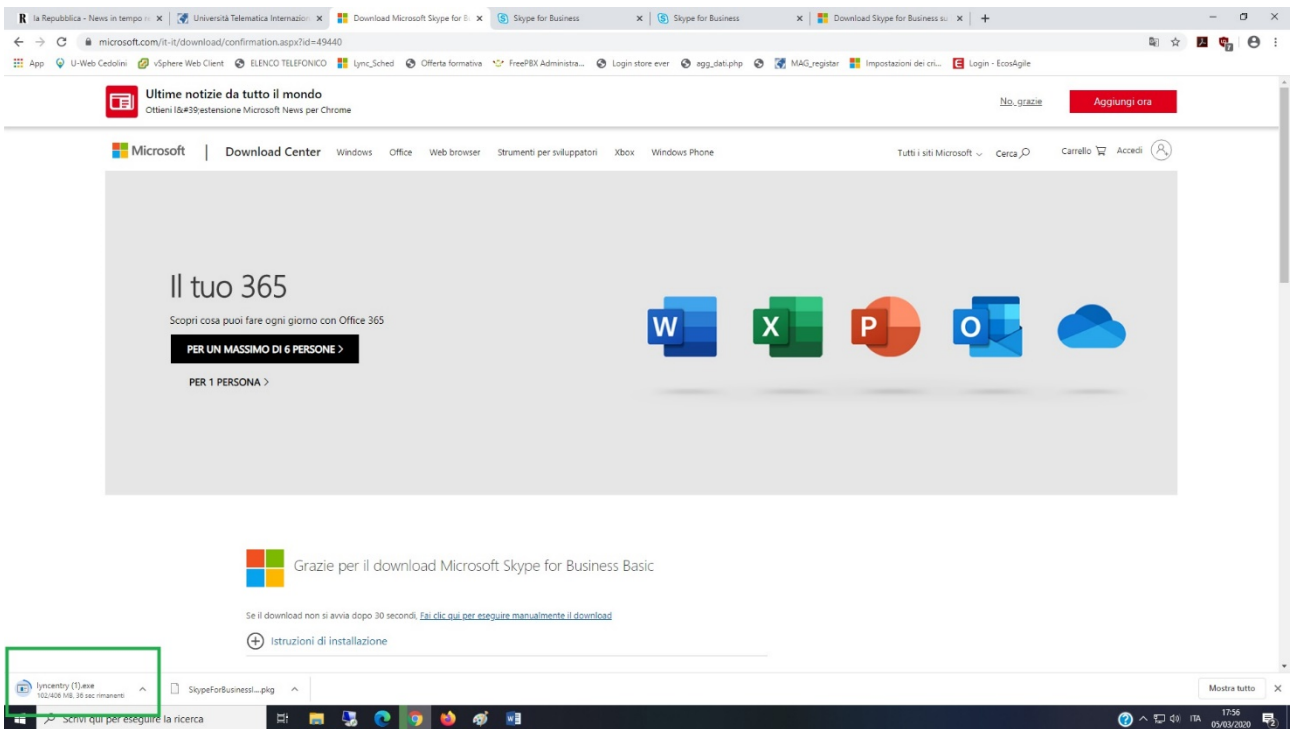 la Repubblica - News in tempo re
Università Telematica Internazion
Download Microsoft Skype for Bu
Skype for Business
Skype for Business
Download Skype for Business su
microsoft.com/it-it/download/confirmation.aspx?id=49440
App
U-Web Cedolini
vSphere Web Client
ELENCO TELEFONICO
Lync_Sched
Offerta formativa
FreePBX Administra...
Login store ever
agg_dati.php
MAG_registar
Impostazioni dei cri...
Login - EcosAgile
Ultime notizie da tutto il mondo
Ottieni l&#39;estensione Microsoft News per Chrome
No, grazie
Aggiungi ora
Microsoft
Download Center
Windows
Office
Web browser
Strumenti per sviluppatori
Xbox
Windows Phone
Tutti i siti Microsoft
Cerca
Carrello
Accedi
Il tuo 365
Scopri cosa puoi fare ogni giorno con Office 365
PER UN MASSIMO DI 6 PERSONE >
PER 1 PERSONA >
W
X
P
O
Grazie per il download Microsoft Skype for Business Basic
Se il download non si avvia dopo 30 secondi, Fai clic qui per eseguire manualmente il download
Istruzioni di installazione
lyncentry (1).exe
102/406 MB, 36 sec rimanenti
SkypeForBusinessI....pkg
Mostra tutto
Scrivi qui per eseguire la ricerca
ITA
17:56
05/03/2020